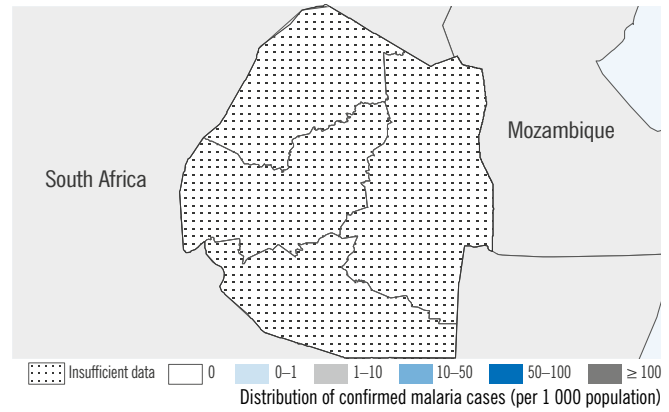 Mozambique
South Africa
Insufficient data 0 0–1 1–10 10–50 50–100 ≥ 100
Distribution of confirmed malaria cases (per 1 000 population)